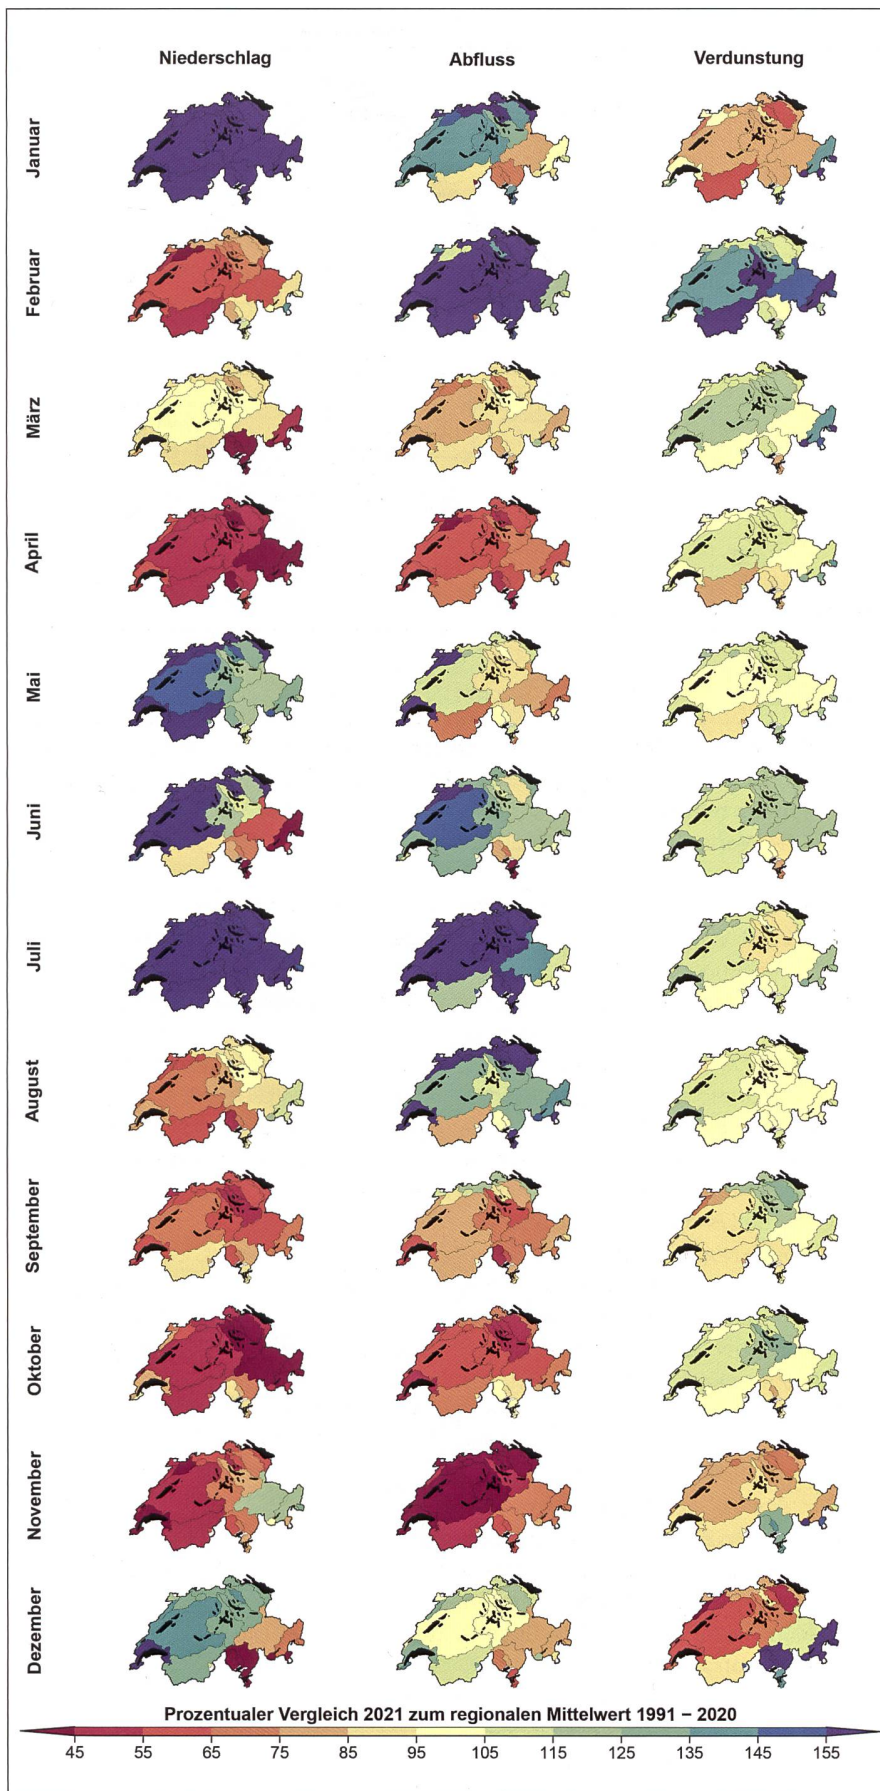 Niederschlag Abfluss Verdunstung
Januar
Februar
März
April
Mai
Juni
Juli
August
September
Oktober
November
Dezember
Prozentualer Vergleich 2021 zum regionalen Mittelwert 1991 – 2020
45 55 65 75 85 95 105 115 125 135 145 155